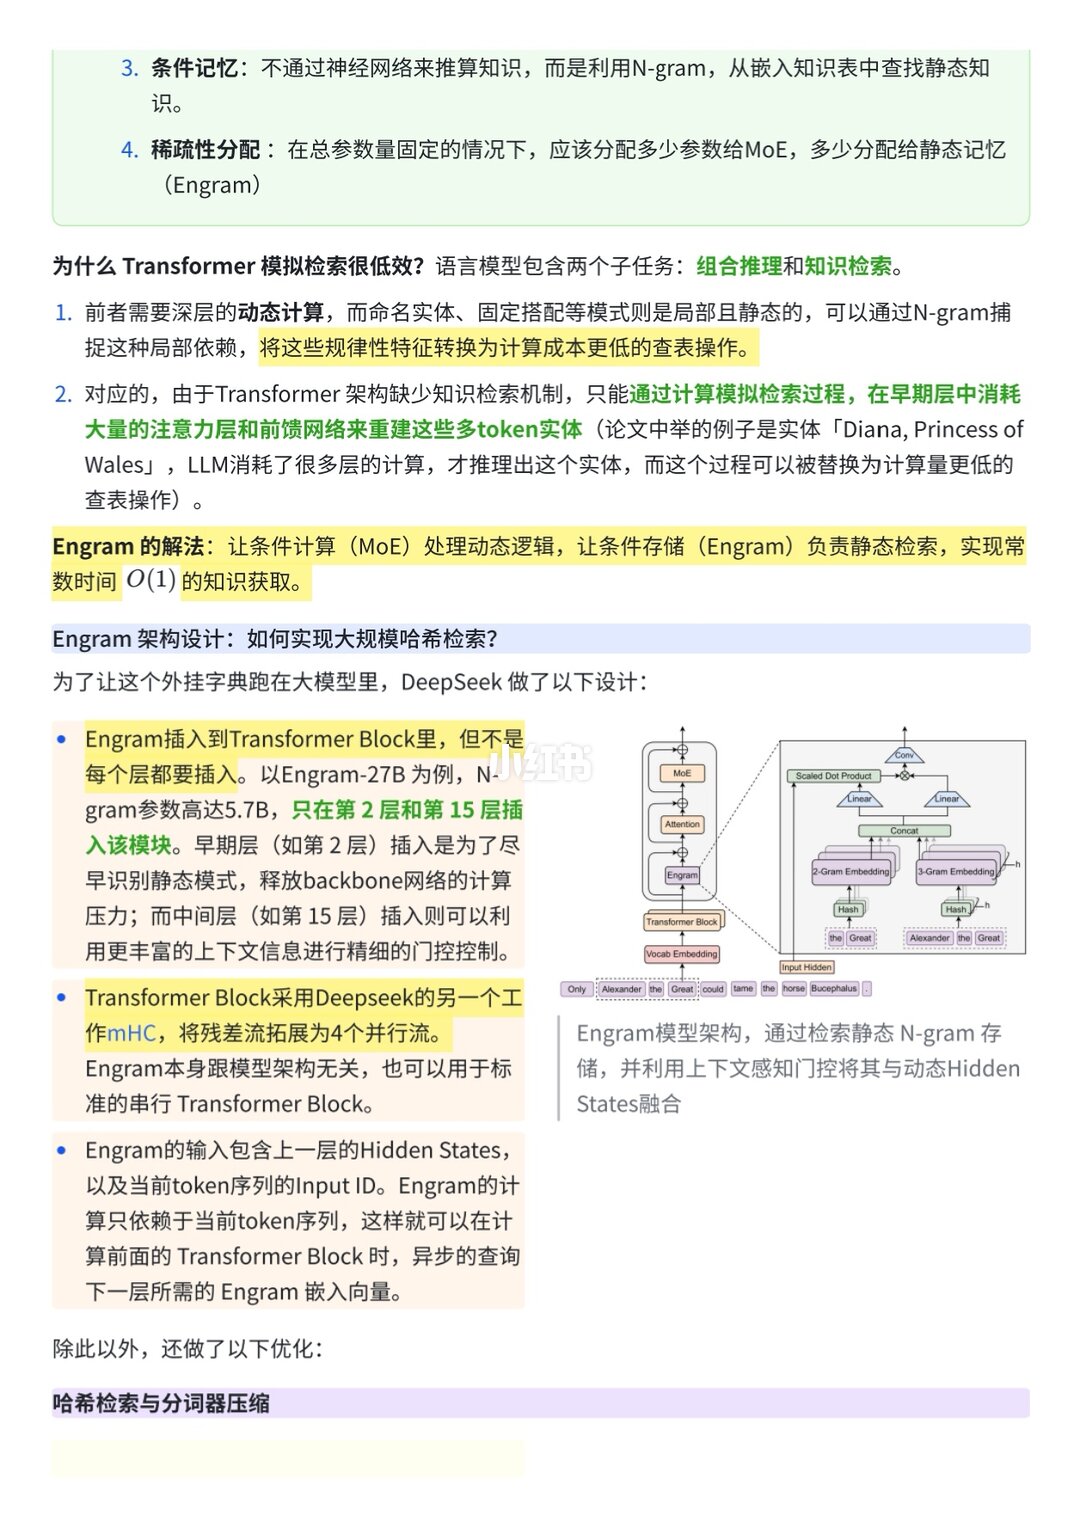 3. 条件记忆：不通过神经网络来推算知识，而是利用N-gram，从嵌入知识表中查找静态知
识。
4. 稀疏性分配 ：在总参数量固定的情况下，应该分配多少参数给MoE，多少分配给静态记忆
（Engram）
为什么 Transformer 模拟检索很低效？语言模型包含两个子任务：组合推理和知识检索。
1. 前者需要深层的动态计算，而命名实体、固定搭配等模式则是局部且静态的，可以通过N-gram捕
捉这种局部依赖，将这些规律性特征转换为计算成本更低的查表操作。
2. 对应的，由于Transformer 架构缺少知识检索机制，只能通过计算模拟检索过程，在早期层中消耗
大量的注意力层和前馈网络来重建这些多token实体（论文中举的例子是实体「Diana, Princess of
Wales」，LLM消耗了很多层的计算，才推理出这个实体，而这个过程可以被替换为计算量更低的
查表操作）。
Engram 的解法：让条件计算（MoE）处理动态逻辑，让条件存储（Engram）负责静态检索，实现常
数时间 O(1) 的知识获取。
Engram 架构设计：如何实现大规模哈希检索？
为了让这个外挂字典跑在大模型里，DeepSeek 做了以下设计：
• Engram插入到Transformer Block里，但不是
每个层都要插入。以Engram-27B 为例，N-
gram参数高达5.7B，只在第 2 层和第 15 层插
入该模块。早期层（如第 2 层）插入是为了尽
早识别静态模式，释放backbone网络的计算
压力；而中间层（如第 15 层）插入则可以利
用更丰富的上下文信息进行精细的门控控制。
• Transformer Block采用Deepseek的另一个工
作mHC，将残差流拓展为4个并行流。
Engram本身跟模型架构无关，也可以用于标
准的串行 Transformer Block。
• Engram的输入包含上一层的Hidden States，
以及当前token序列的Input ID。Engram的计
算只依赖于当前token序列，这样就可以在计
算前面的 Transformer Block 时，异步的查询
下一层所需的 Engram 嵌入向量。
小红书
MoE
Attention
Engram
Transformer Block
Vocab Embedding
Only Alexander the Great could tame the horse Bucephalus .
Conv
Scaled Dot Product
Linear Linear
Concat
2-Gram Embedding 3-Gram Embedding h
Hash Hash h
the Great Alexander the Great
Input Hidden
Engram模型架构，通过检索静态 N-gram 存
储，并利用上下文感知门控将其与动态Hidden
States融合
除此以外，还做了以下优化：
哈希检索与分词器压缩